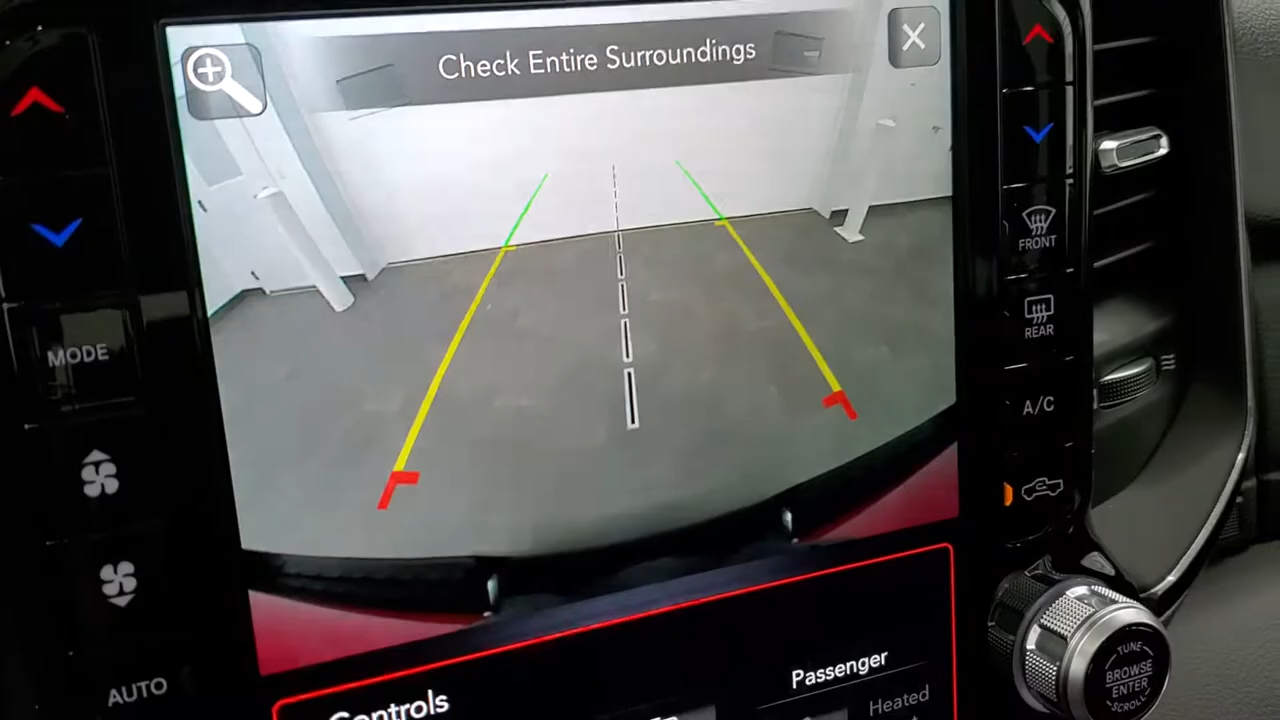 Check Entire Surroundings
MODE
AUTO
FRONT
REAR
A/C
Controls
Passenger
Heated
TUNE
BROWSE
ENTER
SCROLL